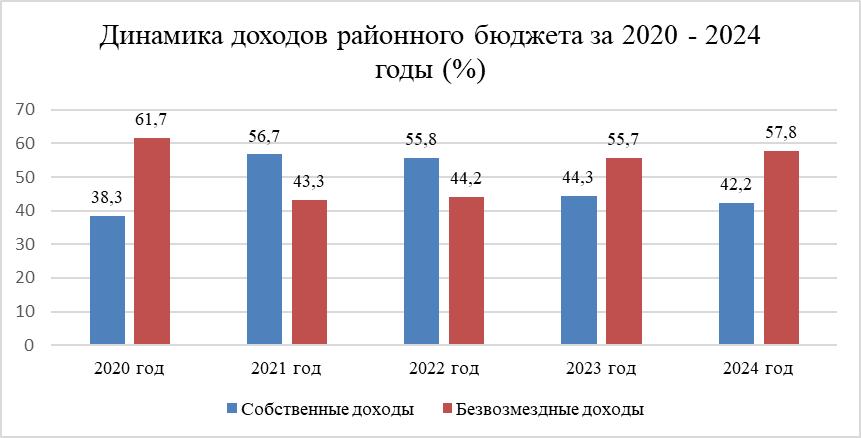 Динамика доходов районного бюджета за 2020 - 2024
годы (%)
70
60
50
40
30
20
10
0
38,3
61,7
56,7
43,3
55,8
44,2
44,3
55,7
42,2
57,8
2020 год
2021 год
2022 год
2023 год
2024 год
Собственные доходы
Безвозмездные доходы